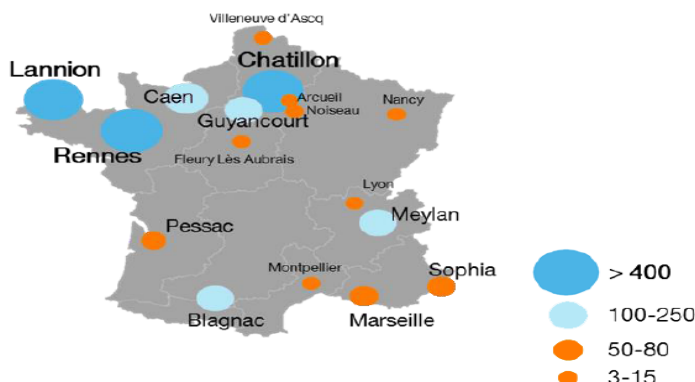 Villeneuve d'Ascq
Chatillon
Lannion
Caen
Arcueil
Nancy
Noiseau
Guyancourt
Rennes
Fleury Lès Aubrais
Lyon
Meylan
Pessac
Montpellier
Sophia
Blagnac
Marseille
> 400
100-250
50-80
3-15